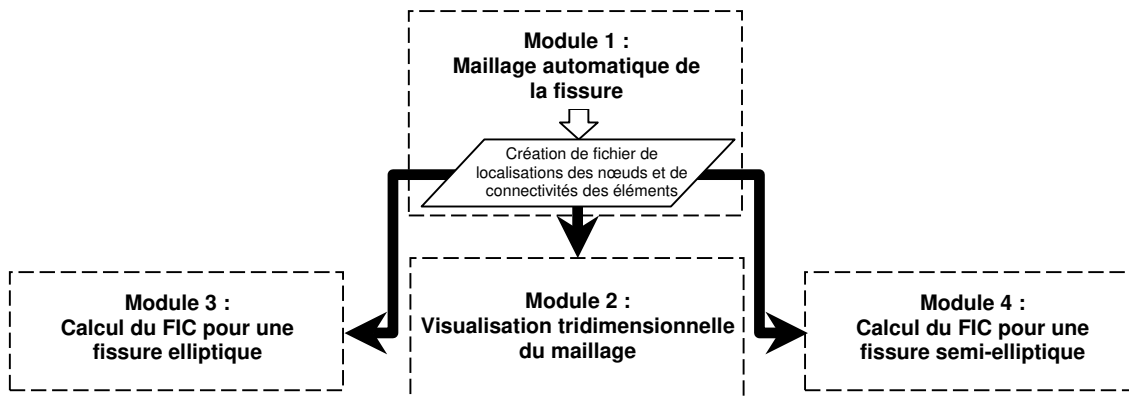 Module 1 :
Maillage automatique de
la fissure
Création de fichier de
localisations des nœuds et de
connectivités des éléments
Module 3 :
Calcul du FIC pour une
fissure elliptique
Module 2 :
Visualisation tridimensionnelle
du maillage
Module 4 :
Calcul du FIC pour une
fissure semi-elliptique